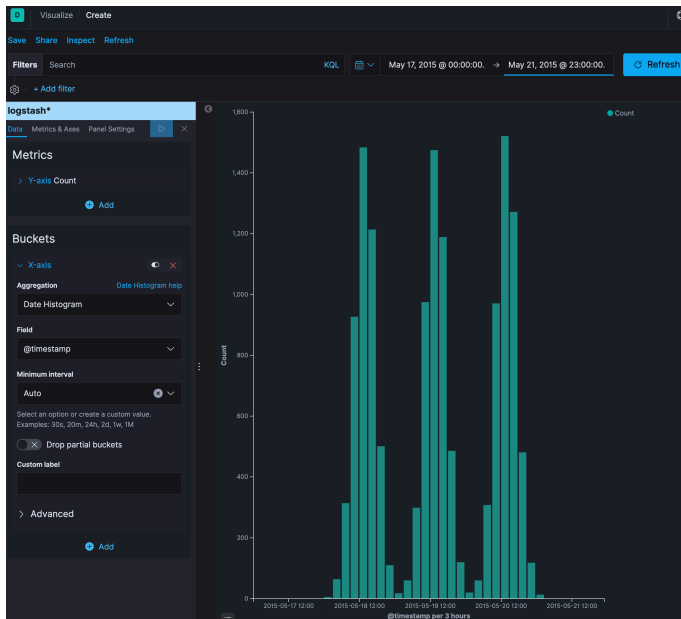 D Visualize / Create
Save Share Inspect Refresh
Filters Search KQL May 17, 2015 @ 00:00:00. → May 21, 2015 @ 23:00:00. Refresh
+ Add filter
logstash*
Data Metrics & Axes Panel Settings
Metrics
Y-axis Count
Add
Buckets
X-axis
Aggregation Date Histogram help
Date Histogram
Field
@timestamp
Minimum interval
Auto
Select an option or create a custom value.
Examples: 30s, 20m, 24h, 2d, 1w, 1M
Drop partial buckets
Custom label
Advanced
Add
Count
1,600
1,400
1,200
1,000
800
600
400
200
0
Count
2015-05-17 12:00 2015-05-18 12:00 2015-05-19 12:00 2015-05-20 12:00 2015-05-21 12:00
@timestamp per 3 hours